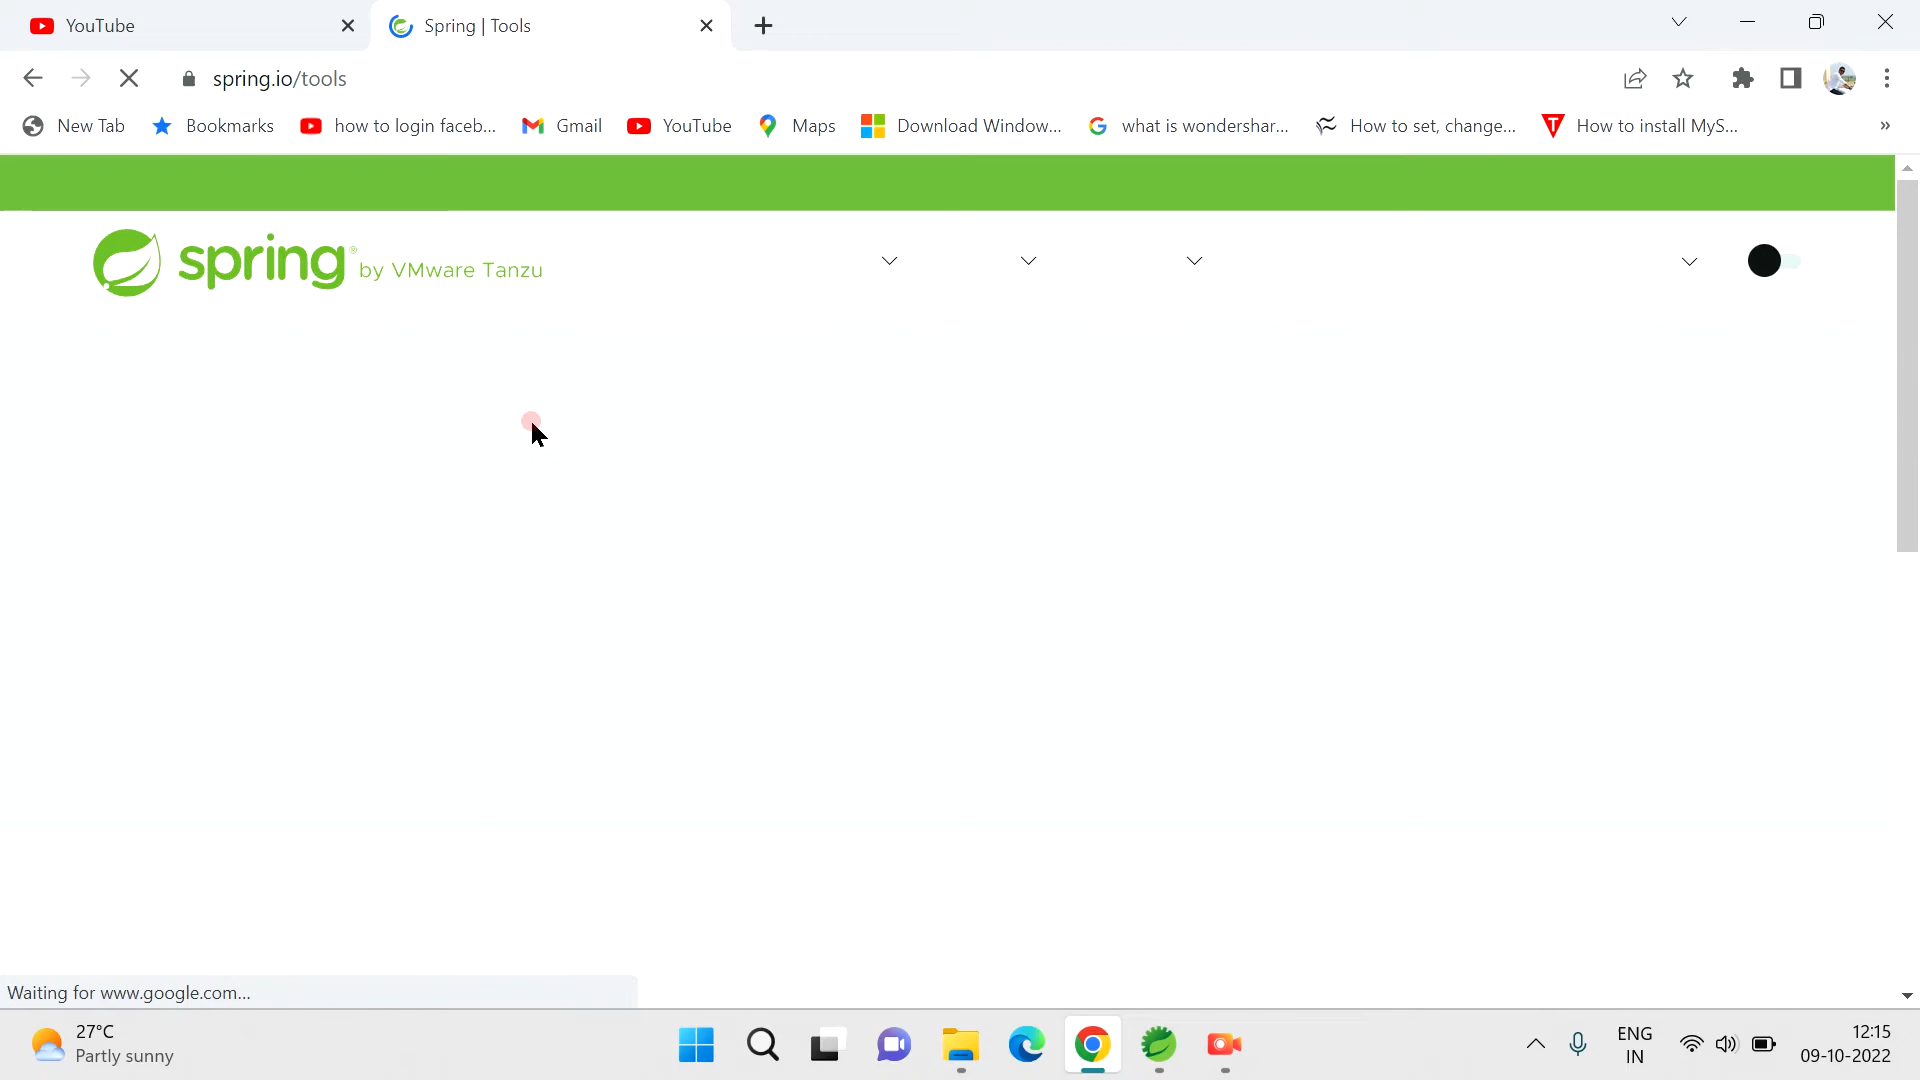 YouTube
Spring | Tools
spring.io/tools
New Tab
Bookmarks
how to login faceb...
Gmail
YouTube
Maps
Download Window...
what is wondershar...
How to set, change...
How to install MyS...
»
spring® by VMware Tanzu
Waiting for www.google.com...
27°C
Partly sunny
ENG
IN
12:15
09-10-2022